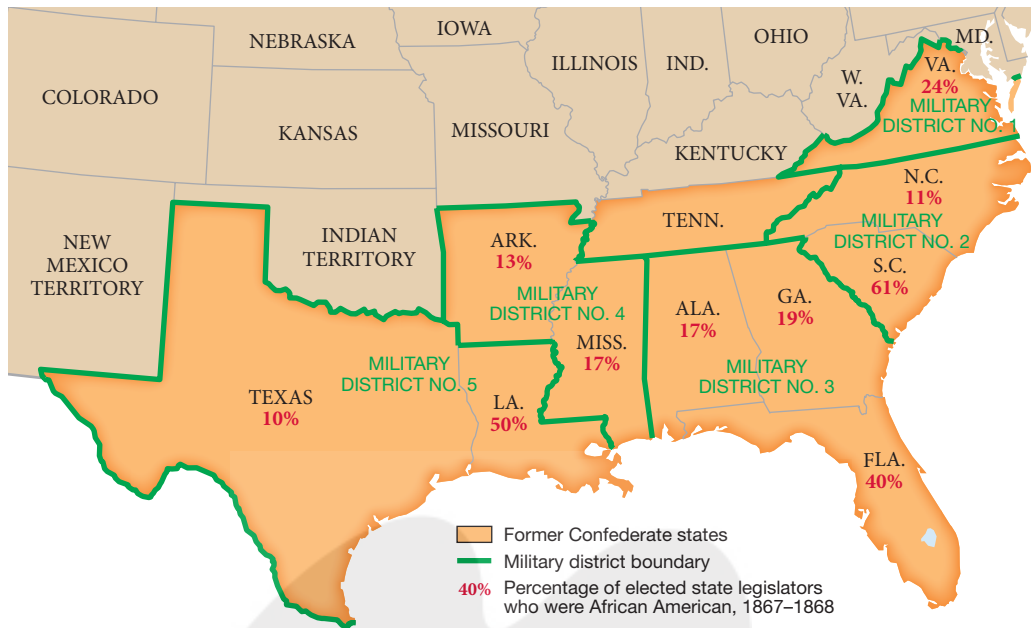 IOWA
OHIO
MD.
NEBRASKA
ILLINOIS
IND.
W.
VA.
VA.
24%
COLORADO
MILITARY
DISTRICT NO. 1
KANSAS
MISSOURI
KENTUCKY
N.C.
11%
TENN.
NEW
MEXICO
TERRITORY
INDIAN
TERRITORY
ARK.
13%
MILITARY
DISTRICT NO. 2
S.C.
61%
MILITARY
DISTRICT NO. 4
ALA.
17%
GA.
19%
MISS.
17%
MILITARY
DISTRICT NO. 5
MILITARY
DISTRICT NO. 3
TEXAS
10%
LA.
50%
FLA.
40%
Former Confederate states
Military district boundary
40% Percentage of elected state legislators
who were African American, 1867–1868